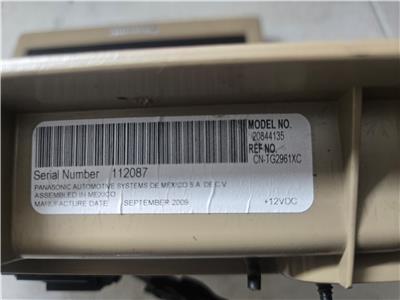 MODEL NO.
20844135
REF NO.
CN-TG2961XC
Serial Number 112087
PANASONIC AUTOMOTIVE SYSTEMS DE MEXICO S.A. DE C.V.
ASSEMBLED IN MEXICO
MANUFACTURE DATE SEPTEMBER 2009 +12VDC